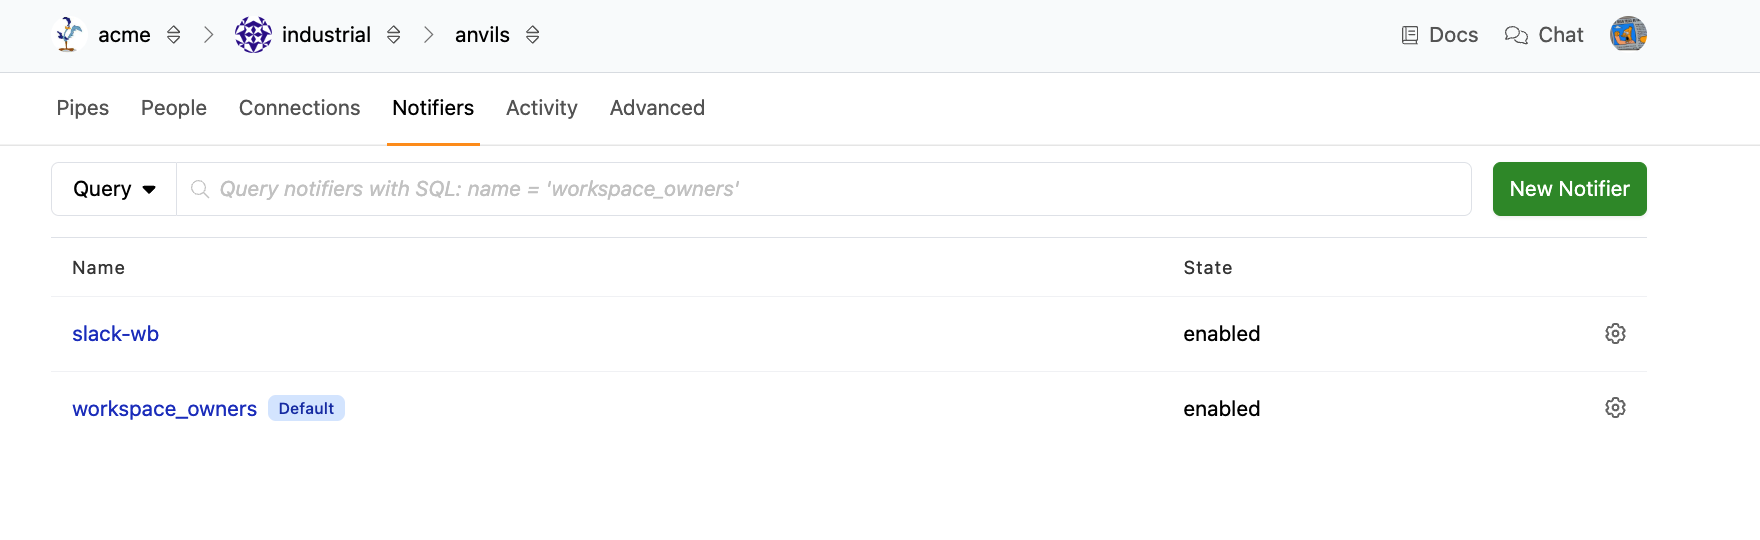 acme industrial anvils Docs Chat
Pipes People Connections Notifiers Activity Advanced
Query Query notifiers with SQL: name = 'workspace_owners' New Notifier
Name State
slack-wb enabled
workspace_owners Default enabled